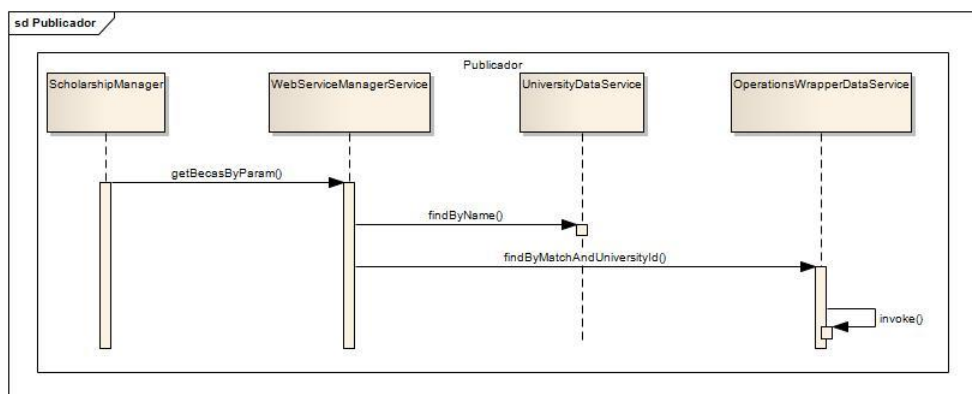 sd Publicador
Publicador
ScholarshipManager
WebServiceManagerService
UniversityDataService
OperationsWrapperDataService
getBecasByParam()
findByName()
findByMatchAndUniversityId()
invoke()